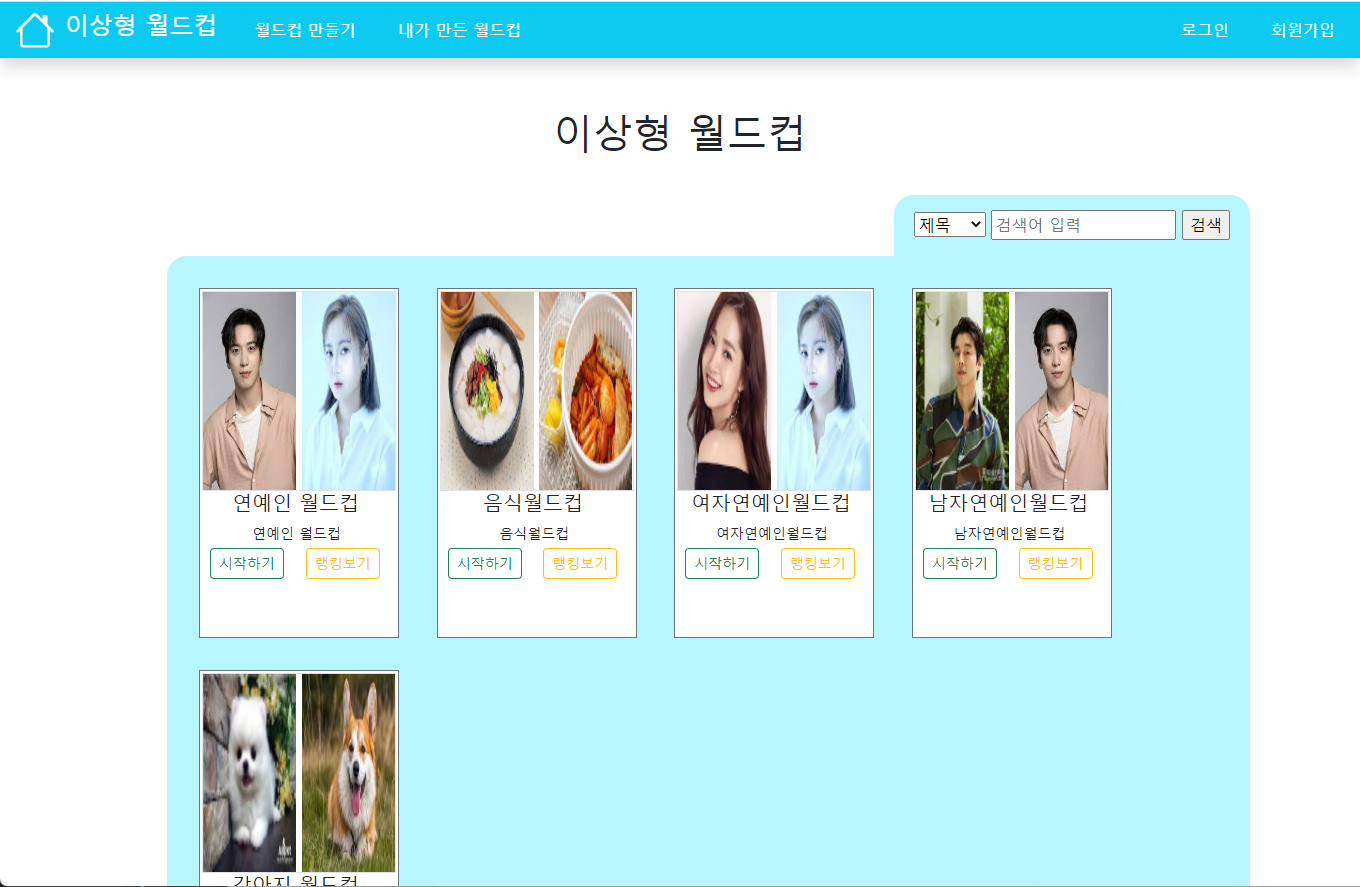 이상형 월드컵 월드컵 만들기 내가 만든 월드컵 로그인 회원가입
이상형 월드컵
제목 검색어 입력 검색
연예인 월드컵 음식월드컵 여자연예인월드컵 남자연예인월드컵
연예인 월드컵 음식월드컵 여자연예인월드컵 남자연예인월드컵
시작하기 랭킹보기 시작하기 랭킹보기 시작하기 랭킹보기 시작하기 랭킹보기
강아지 월드컵